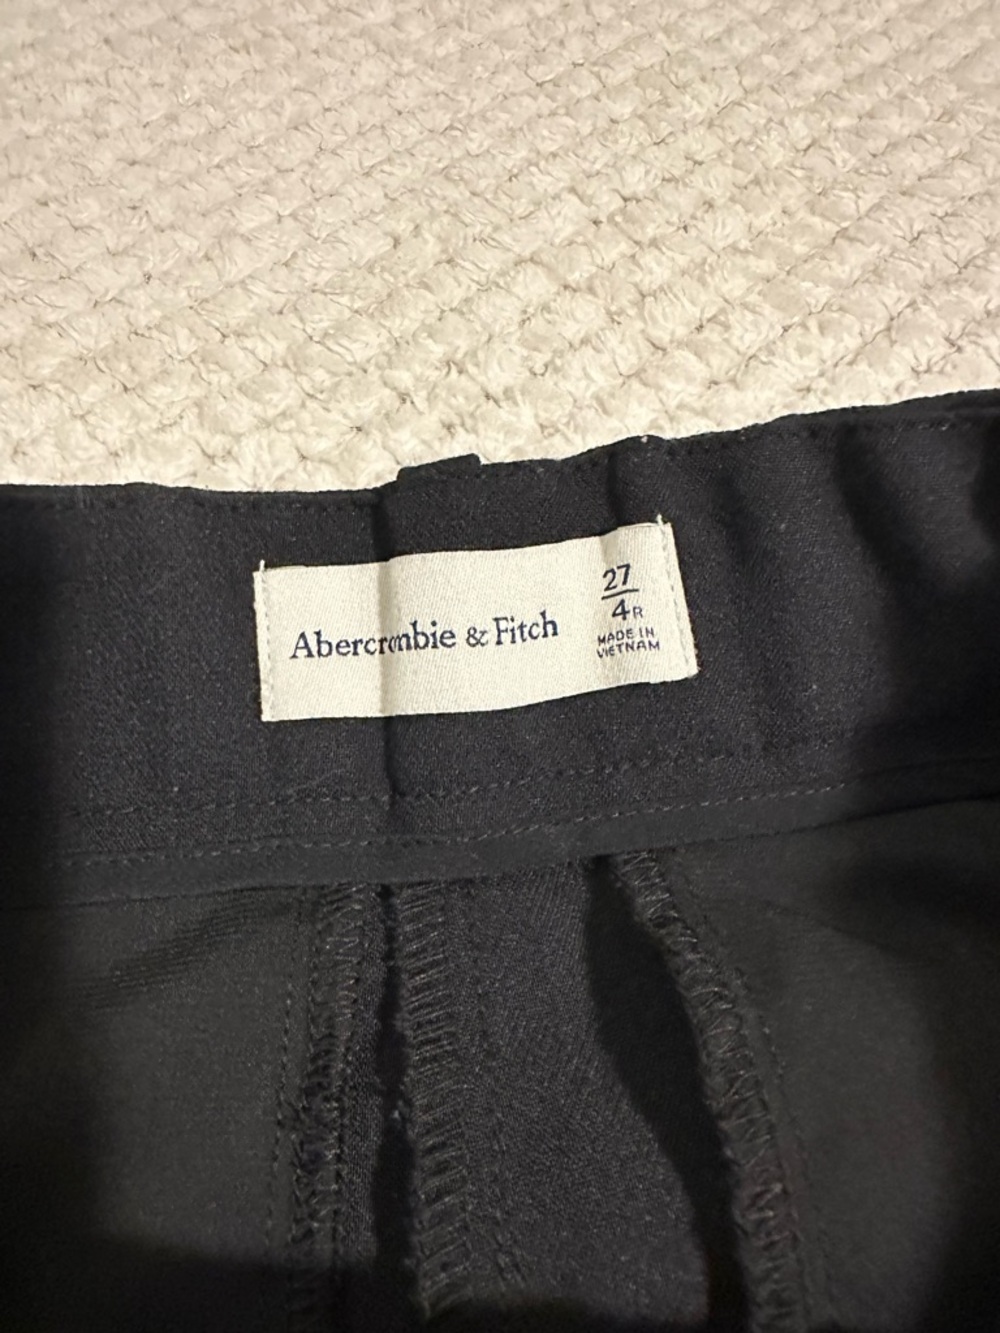 Abercrombie & Fitch
27
4R
MADE IN
VIETNAM